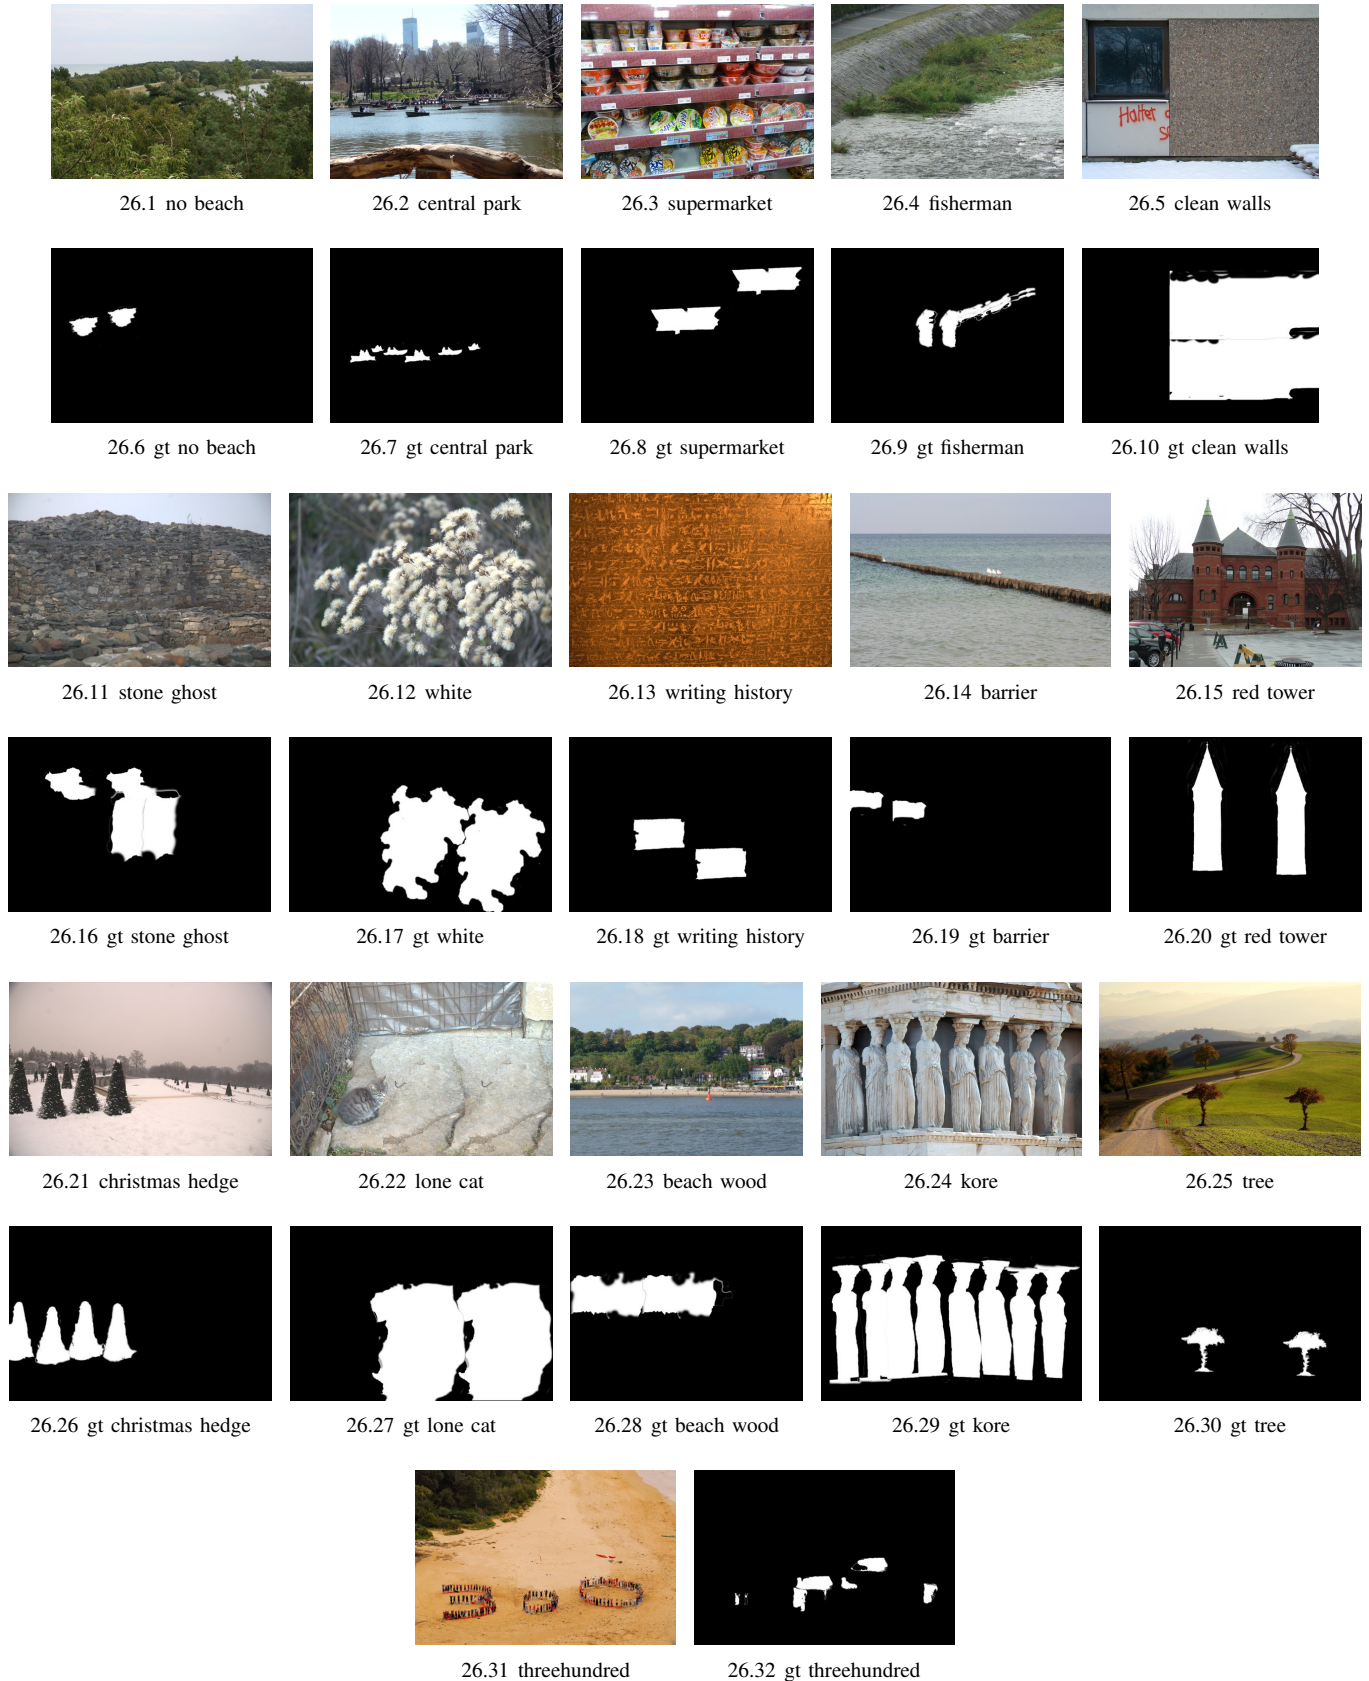 26.1 no beach
26.2 central park
26.3 supermarket
26.4 fisherman
26.5 clean walls
Halter
26.6 gt no beach
26.7 gt central park
26.8 gt supermarket
26.9 gt fisherman
26.10 gt clean walls
26.11 stone ghost
26.12 white
26.13 writing history
26.14 barrier
26.15 red tower
26.16 gt stone ghost
26.17 gt white
26.18 gt writing history
26.19 gt barrier
26.20 gt red tower
26.21 christmas hedge
26.22 lone cat
26.23 beach wood
26.24 kore
26.25 tree
26.26 gt christmas hedge
26.27 gt lone cat
26.28 gt beach wood
26.29 gt kore
26.30 gt tree
300
26.31 threehundred
26.32 gt threehundred